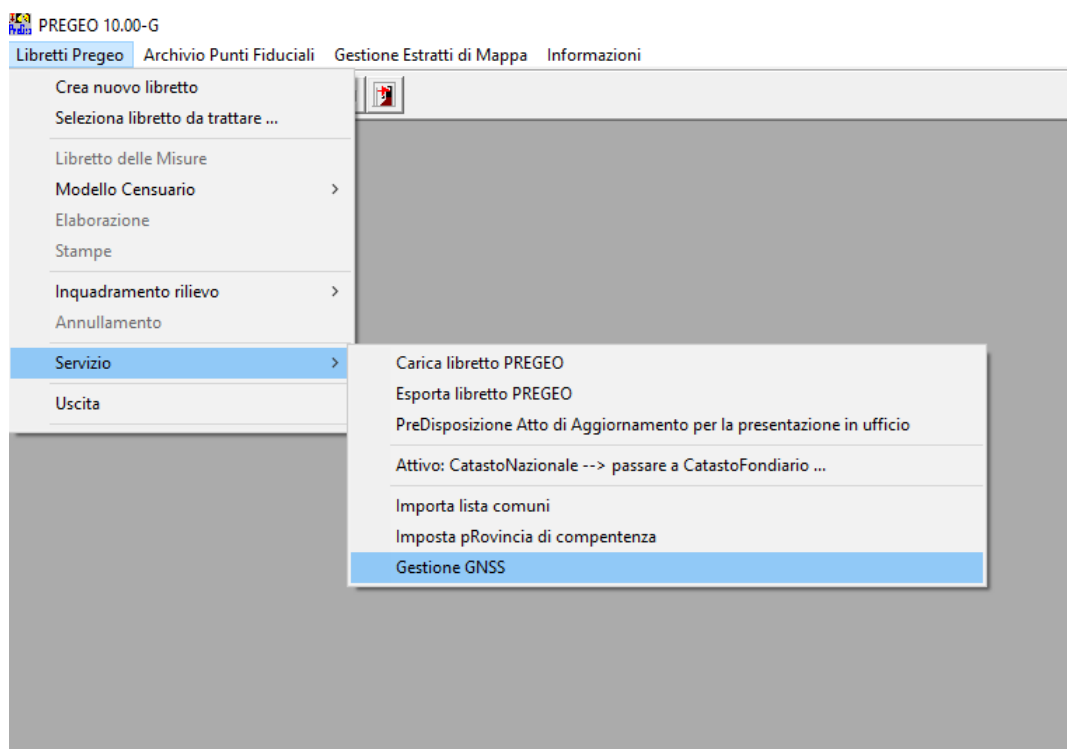 PREGEO 10.00-G
Libretti Pregeo Archivio Punti Fiduciali Gestione Estratti di Mappa Informazioni
Crea nuovo libretto
Seleziona libretto da trattare ...
Libretto delle Misure
Modello Censuario
Elaborazione
Stampe
Inquadramento rilievo
Annullamento
Servizio
Uscita
Carica libretto PREGEO
Esporta libretto PREGEO
PreDisposizione Atto di Aggiornamento per la presentazione in ufficio
Attivo: CatastoNazionale --> passare a CatastoFondiario ...
Importa lista comuni
Imposta pRovincia di compentenza
Gestione GNSS